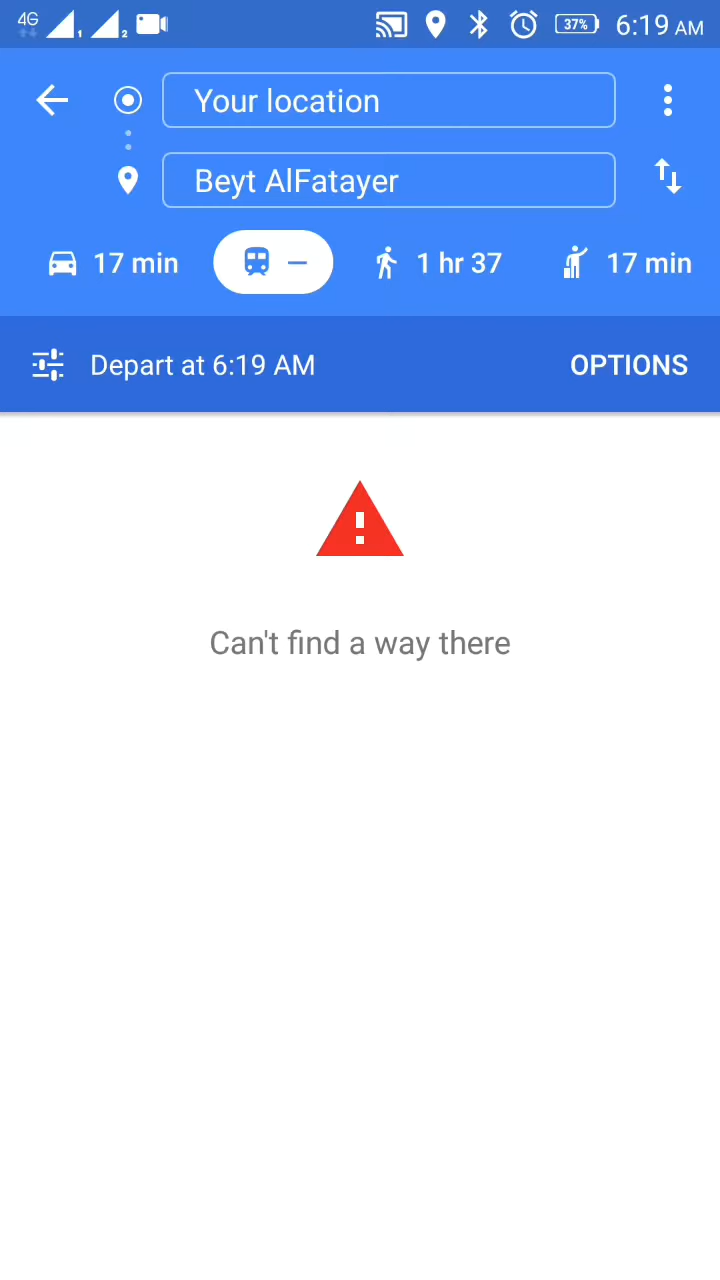 4G 1 2 37% 6:19 AM
Your location
Beyt AlFatayer
17 min — 1 hr 37 17 min
Depart at 6:19 AM OPTIONS
Can't find a way there